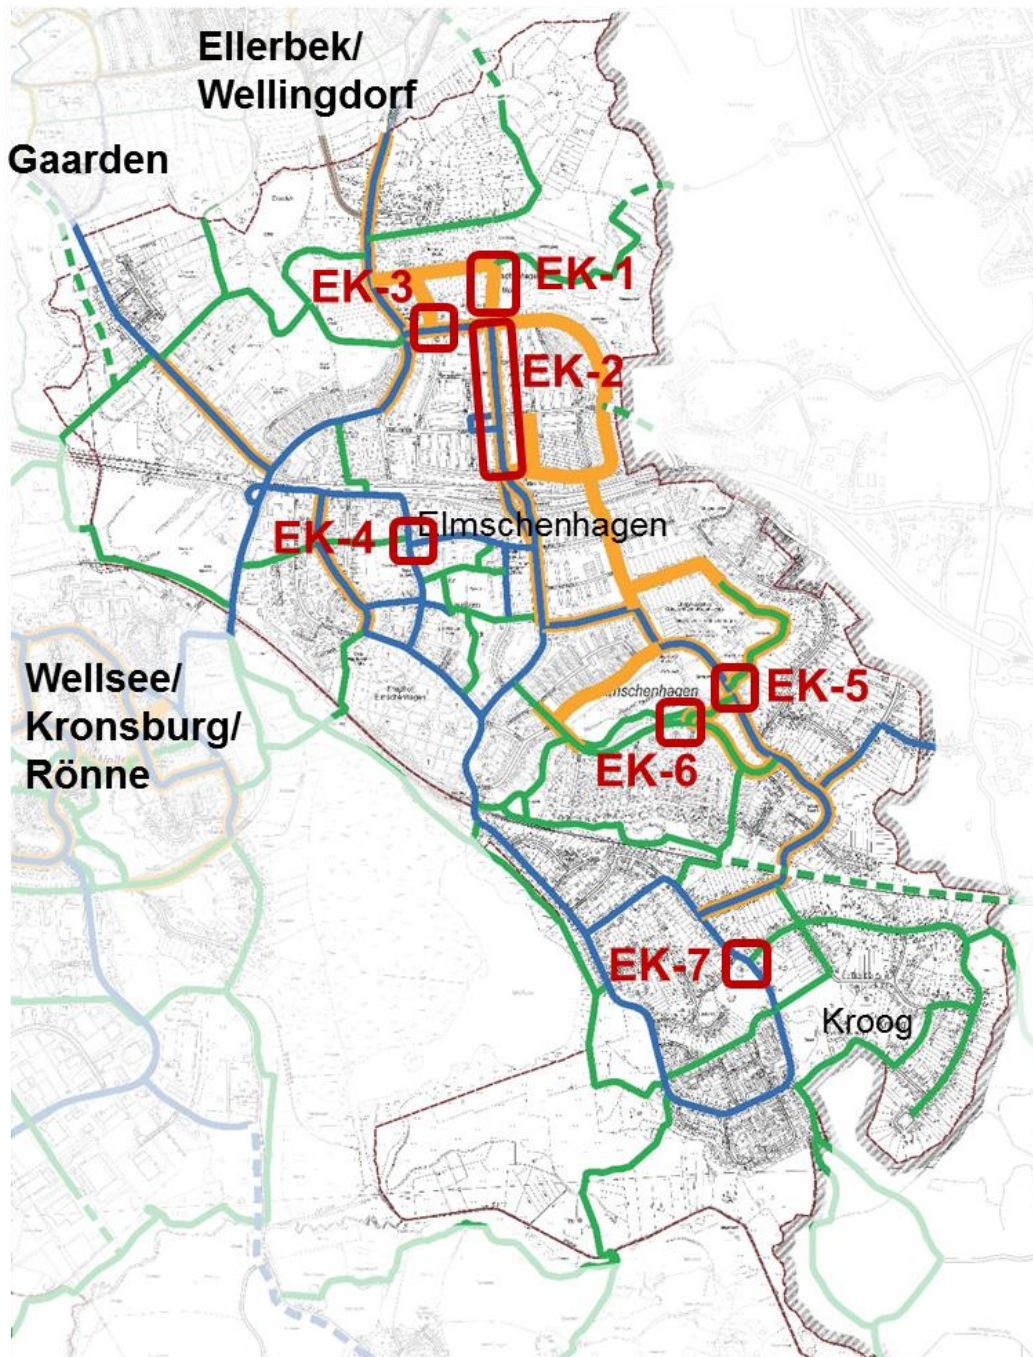 Ellerbek/
Wellingdorf
Gaarden
EK-1
EK-3
EK-2
Elmschenhagen
EK-4
Wellsee/
Kronsburg/
Rönne
EK-5
EK-6
EK-7
Kroog